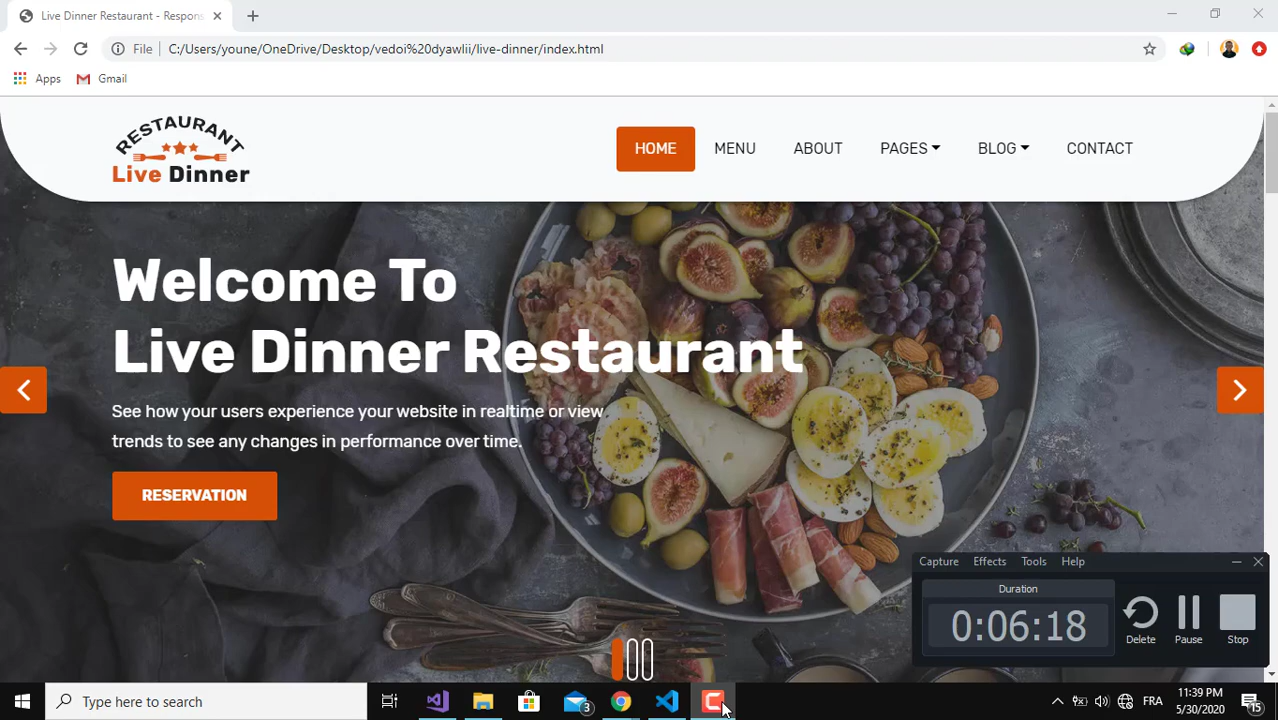 Live Dinner Restaurant - Respons
File C:/Users/youne/OneDrive/Desktop/vedoi%20dyawlii/live-dinner/index.html
Apps Gmail
RESTAURANT
Live Dinner
HOME MENU ABOUT PAGES BLOG CONTACT
Welcome To
Live Dinner Restaurant
See how your users experience your website in realtime or view
trends to see any changes in performance over time.
RESERVATION
Capture Effects Tools Help
Duration
0:06:18
Delete Pause Stop
Type here to search
3
FRA
11:39 PM
5/30/2020
15